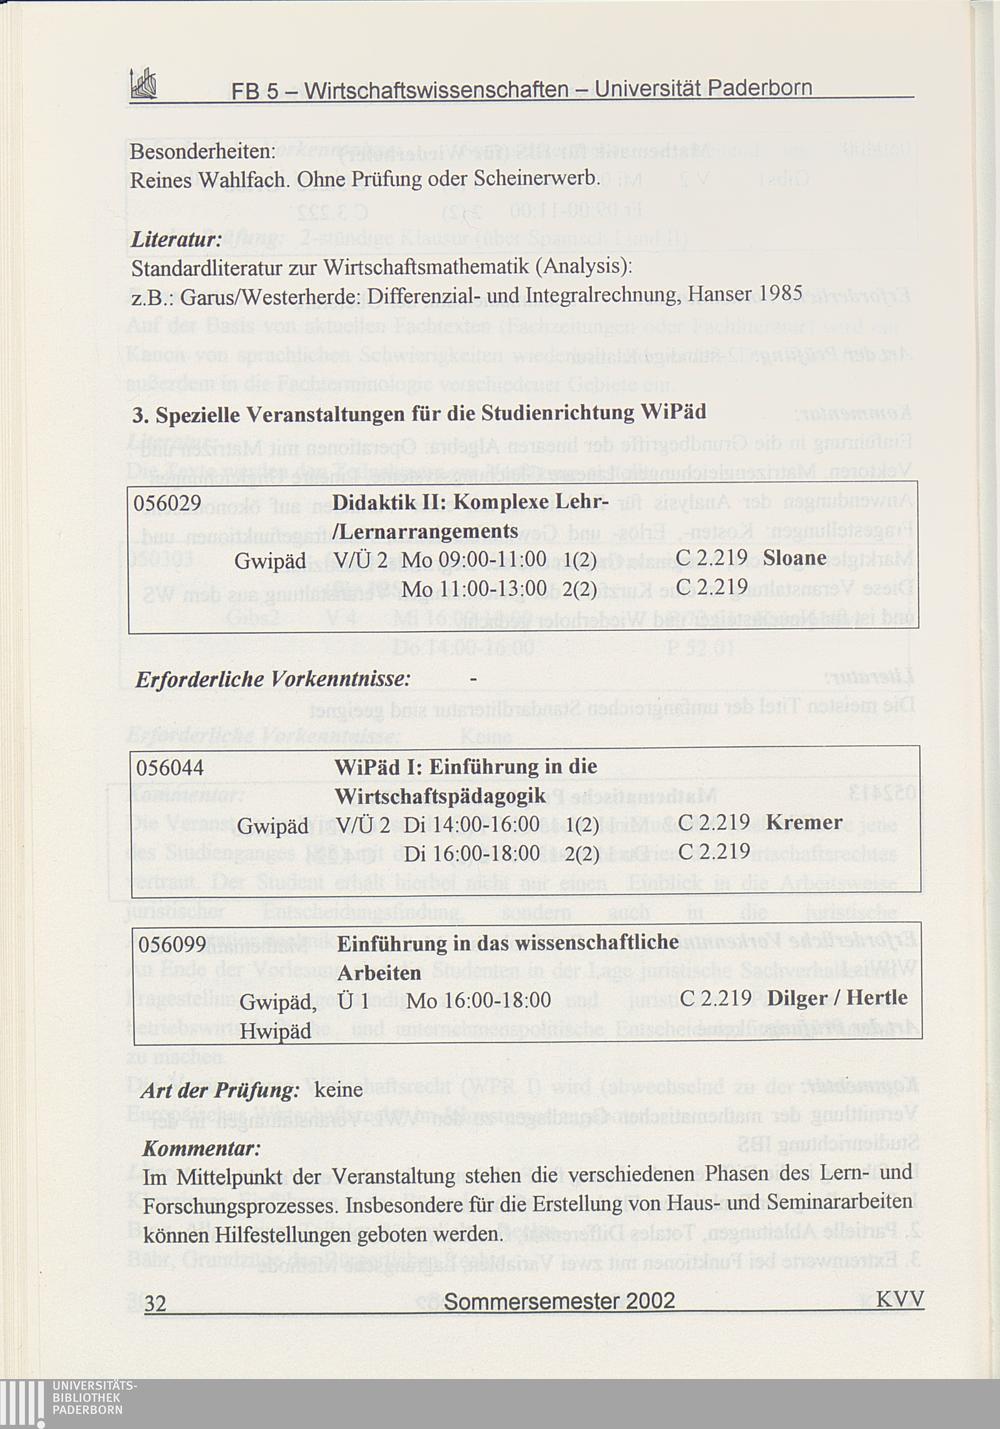 FB 5 – Wirtschaftswissenschaften – Universität Paderborn
Besonderheiten:
Reines Wahlfach. Ohne Prüfung oder Scheinerwerb.
Literatur:
Standardliteratur zur Wirtschaftsmathematik (Analysis):
z.B.: Garus/Westerherde: Differenzial- und Integralrechnung, Hanser 1985
3. Spezielle Veranstaltungen für die Studienrichtung WiPäd
056029 Didaktik II: Komplexe Lehr-
/Lernarrangements
Gwipäd V/Ü 2 Mo 09:00-11:00 1(2) C 2.219 Sloane
Mo 11:00-13:00 2(2) C 2.219
Erforderliche Vorkenntnisse: -
056044 WiPäd I: Einführung in die
Wirtschaftspädagogik
Gwipäd V/Ü 2 Di 14:00-16:00 1(2) C 2.219 Kremer
Di 16:00-18:00 2(2) C 2.219
056099 Einführung in das wissenschaftliche
Arbeiten
Gwipäd, Ü 1 Mo 16:00-18:00 C 2.219 Dilger / Hertle
Hwipäd
Art der Prüfung: keine
Kommentar:
Im Mittelpunkt der Veranstaltung stehen die verschiedenen Phasen des Lern- und
Forschungsprozesses. Insbesondere für die Erstellung von Haus- und Seminararbeiten
können Hilfestellungen geboten werden.
32 Sommersemester 2002 KVV
UNIVERSITÄTS-
BIBLIOTHEK
PADERBORN